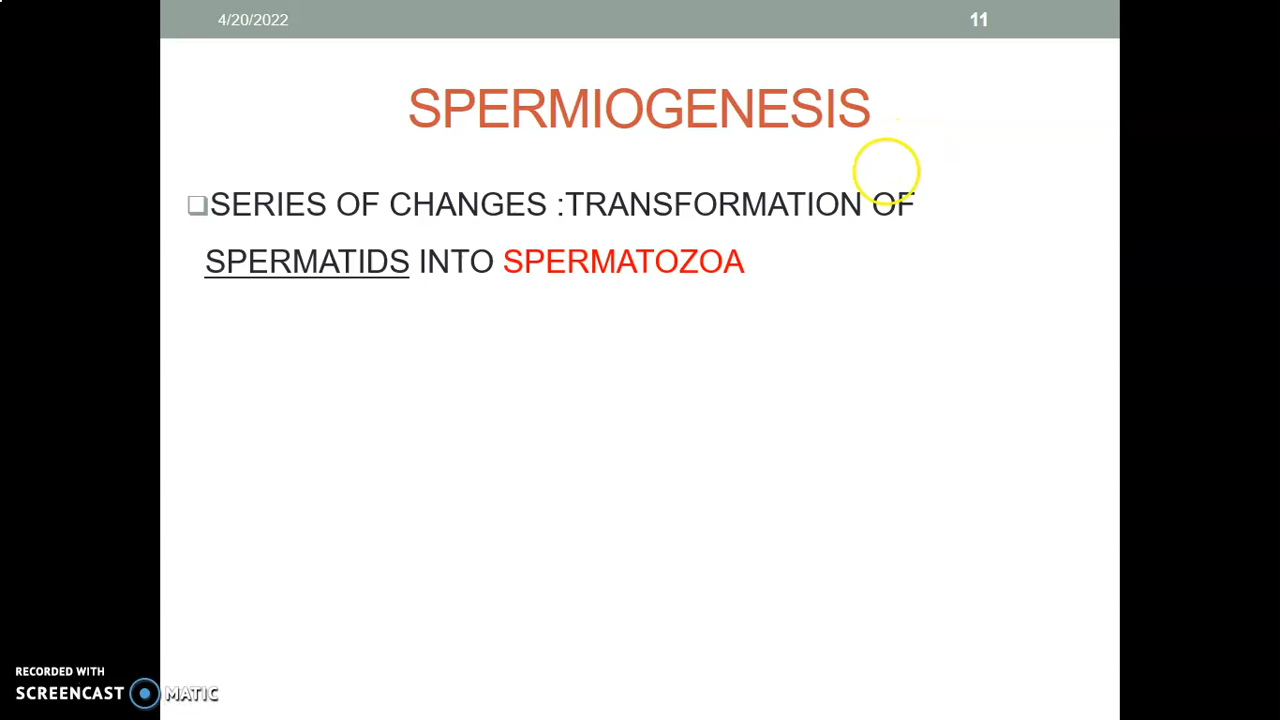 4/20/2022
11
SPERMIOGENESIS
SERIES OF CHANGES :TRANSFORMATION OF
SPERMATIDS INTO SPERMATOZOA
RECORDED WITH
SCREENCAST MATIC